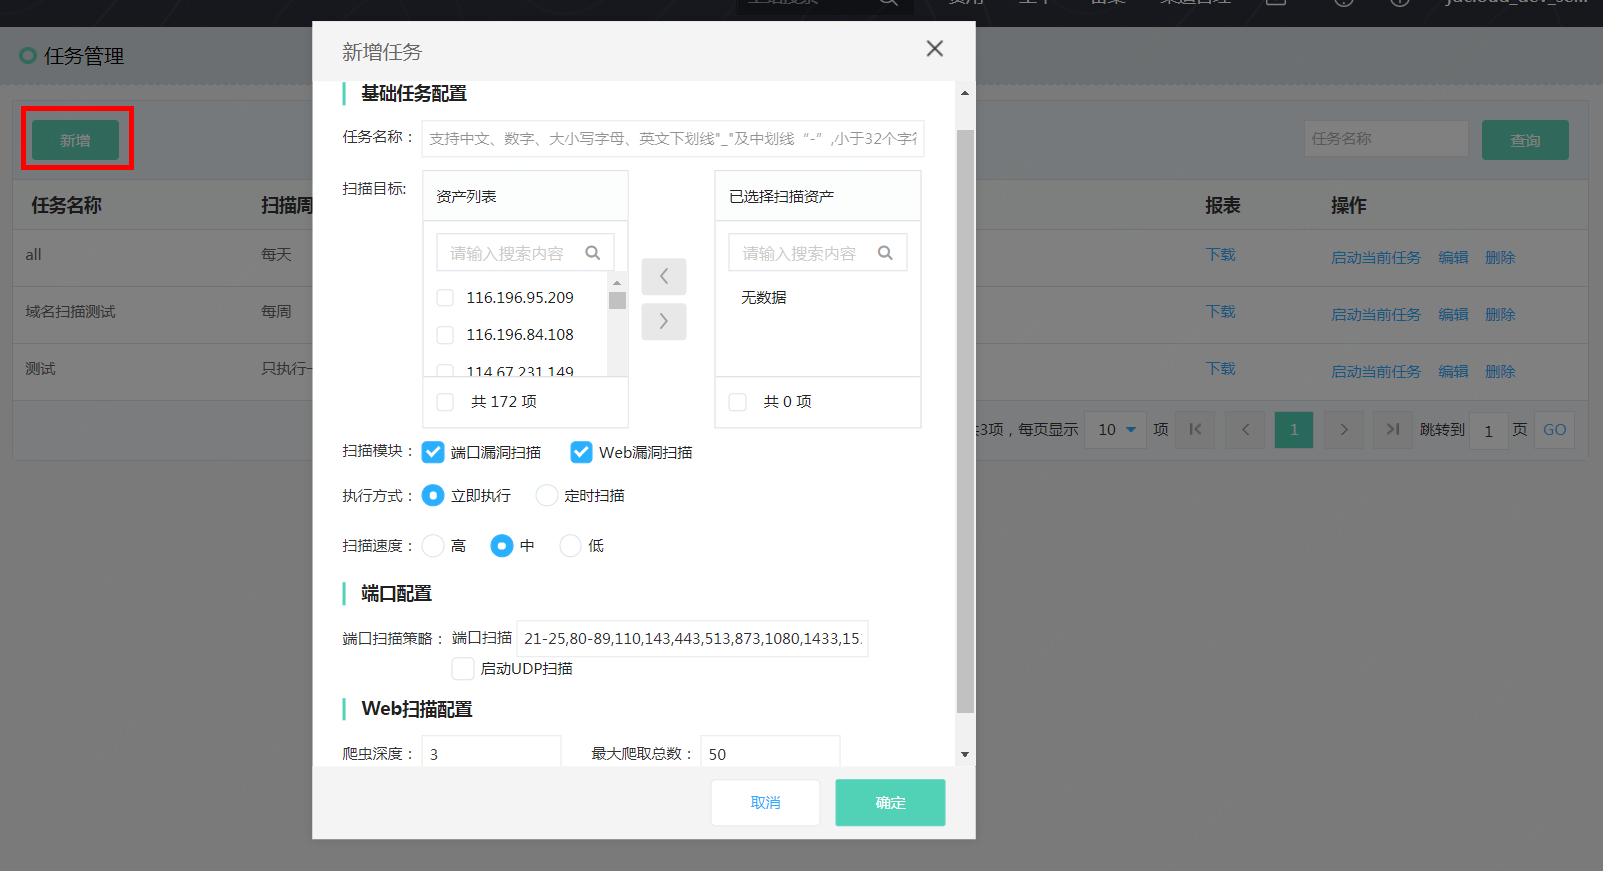 任务管理
新增
任务名称
查询
任务名称
扫描周
报表
操作
all
每天
下载
启动当前任务
编辑
删除
域名扫描测试
每周
下载
启动当前任务
编辑
删除
测试
只执行一
下载
启动当前任务
编辑
删除
共3项，每页显示
10
项
1
跳转到
1
页
GO
新增任务
基础任务配置
任务名称：
支持中文、数字、大小写字母、英文下划线"_"及中划线“-”,小于32个字符
扫描目标:
资产列表
请输入搜索内容
116.196.95.209
116.196.84.108
114.67.231.149
共 172 项
已选择扫描资产
请输入搜索内容
无数据
共 0 项
扫描模块：
端口漏洞扫描
Web漏洞扫描
执行方式：
立即执行
定时扫描
扫描速度：
高
中
低
端口配置
端口扫描策略：
端口扫描
21-25,80-89,110,143,443,513,873,1080,1433,15
启动UDP扫描
Web扫描配置
爬虫深度：
3
最大爬取总数：
50
取消
确定